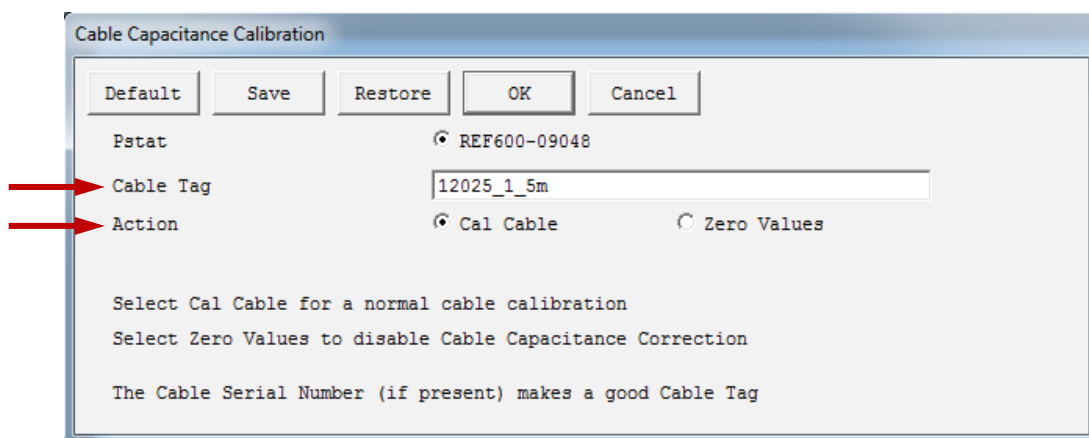 Cable Capacitance Calibration
Default Save Restore OK Cancel
Pstat REF600-09048
Cable Tag 12025_1_5m
Action Cal Cable Zero Values
Select Cal Cable for a normal cable calibration
Select Zero Values to disable Cable Capacitance Correction
The Cable Serial Number (if present) makes a good Cable Tag